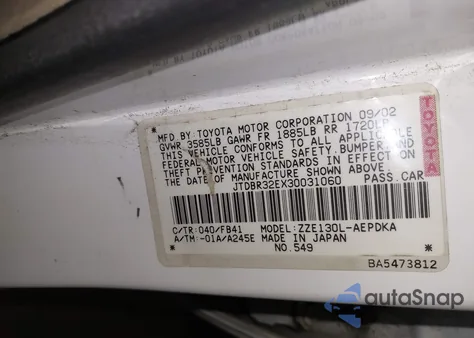 MFD.BY:TOYOTA MOTOR CORPORATION 09/02
GVWR 3585LB GAWR FR 1885LB RR 1720LB
THIS VEHICLE CONFORMS TO ALL APPLICABLE
FEDERAL MOTOR VEHICLE SAFETY,BUMPER,AND
THEFT PREVENTION STANDARDS IN EFFECT ON
THE DATE OF MANUFACTURE SHOWN ABOVE.
JTDBR32EX30031060 PASS.CAR
C/TR:040/FB41 MODEL:ZZE130L-AEPDKA
A/TM:-01A/A245E MADE IN JAPAN
NO.549
BA5473812
TOYOTA
TOYOTA
autoSnap